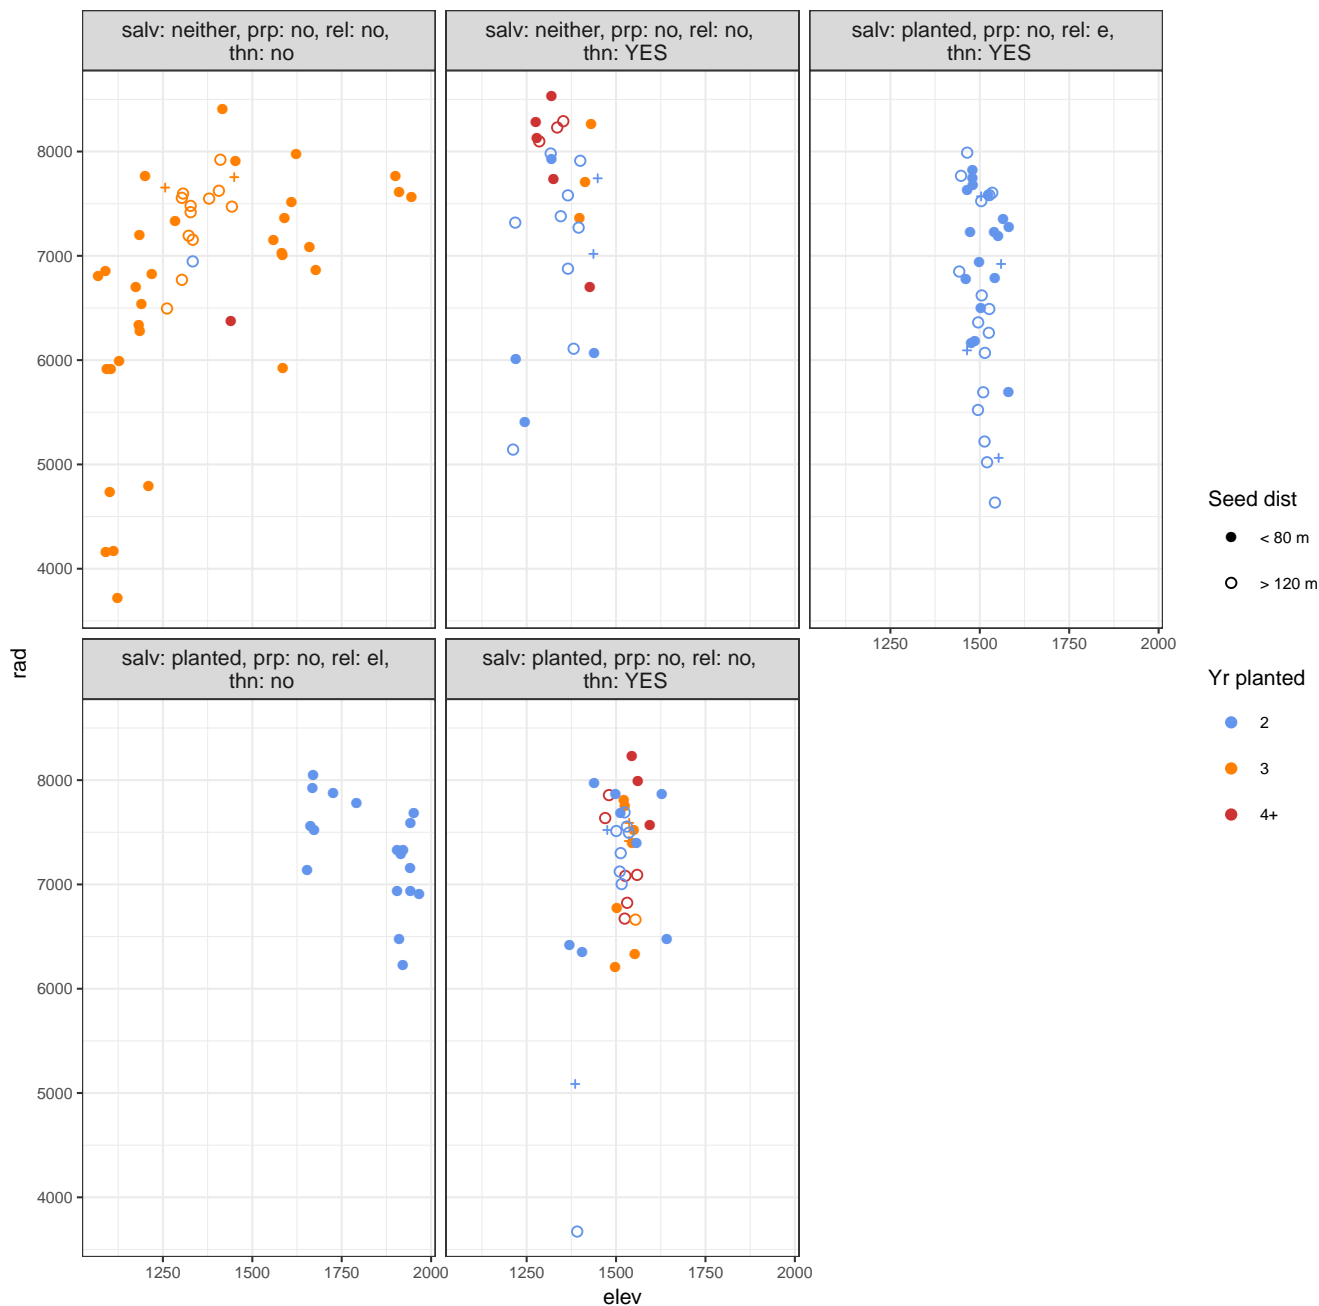 salv: neither, prp: no, rel: no,
thn: no
salv: neither, prp: no, rel: no,
thn: YES
salv: planted, prp: no, rel: e,
thn: YES
8000
7000
6000
5000
4000
1250 1500 1750 2000
rad
salv: planted, prp: no, rel: el,
thn: no
salv: planted, prp: no, rel: no,
thn: YES
8000
7000
6000
5000
4000
1250 1500 1750 2000
1250 1500 1750 2000
elev
Seed dist
< 80 m
> 120 m
Yr planted
2
3
4+